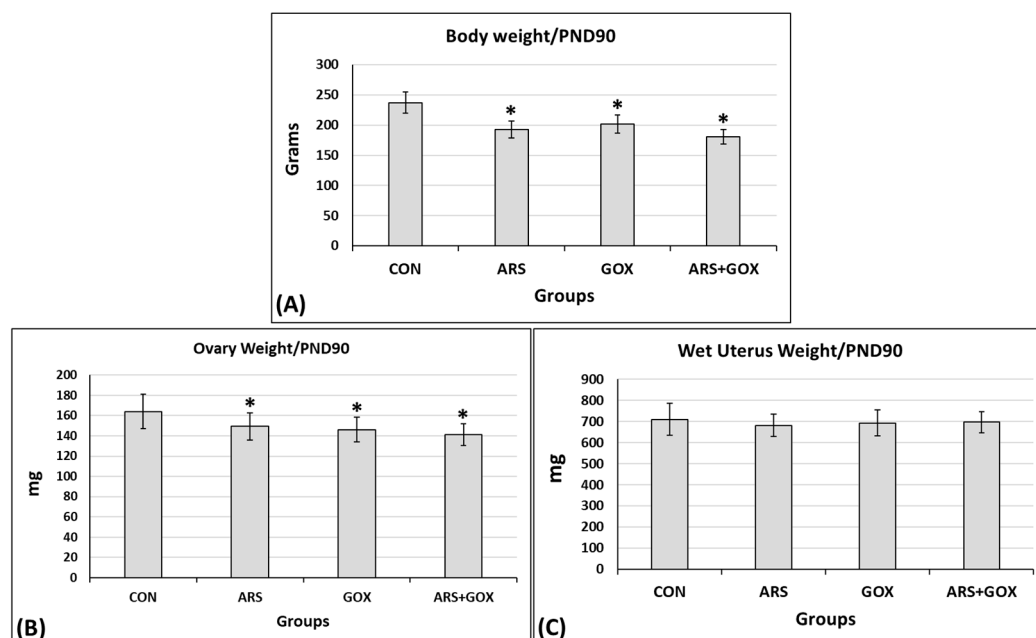 Body weight/PND90
300
250
200
150
100
50
0
Grams
*
*
*
CON ARS GOX ARS+GOX
Groups
(A)
Ovary Weight/PND90
200
180
160
140
120
100
80
60
40
20
0
mg
*
*
*
CON ARS GOX ARS+GOX
Groups
(B)
Wet Uterus Weight/PND90
900
800
700
600
500
400
300
200
100
0
mg
CON ARS GOX ARS+GOX
Groups
(C)